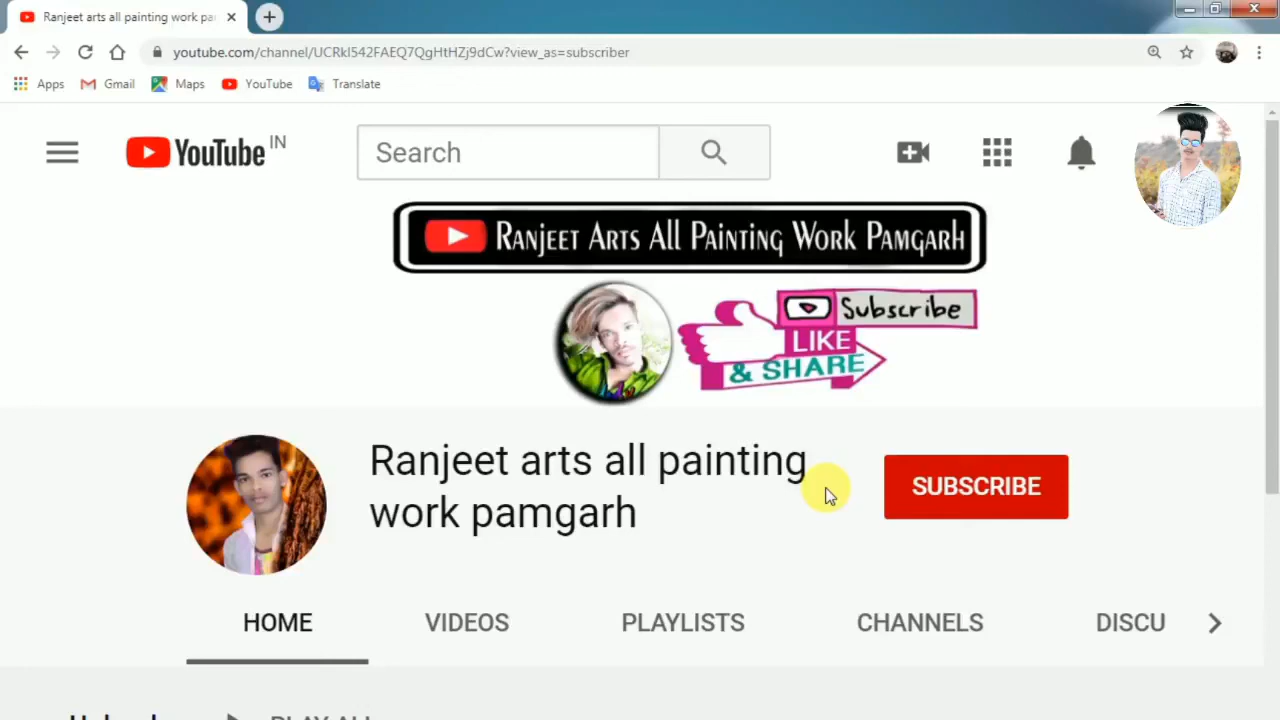 Ranjeet arts all painting work pa
youtube.com/channel/UCRkI542FAEQ7QgHtHZj9dCw?view_as=subscriber
Apps Gmail Maps YouTube Translate
YouTube IN Search
Ranjeet Arts All Painting Work Pamgarh
Subscribe
LIKE
& SHARE
Ranjeet arts all painting
work pamgarh
SUBSCRIBE
HOME VIDEOS PLAYLISTS CHANNELS DISCU
PLAY ALL